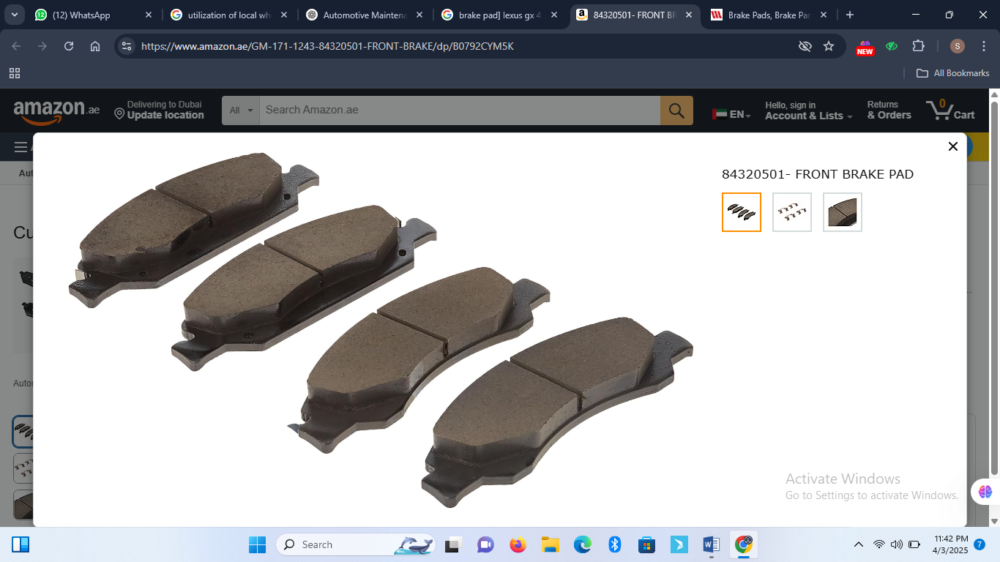 (12) WhatsApp
utilization of local wh
Automotive Maintena
brake pad] lexus gx 4
84320501- FRONT BR
Brake Pads, Brake Par
https://www.amazon.ae/GM-171-1243-84320501-FRONT-BRAKE/dp/B0792CYM5K
NEW
S
All Bookmarks
amazon.ae
Delivering to Dubai
Update location
All
Search Amazon.ae
EN
Hello, sign in
Account & Lists
Returns
& Orders
0
Cart
Aut
Cu
Autor
84320501- FRONT BRAKE PAD
Activate Windows
Go to Settings to activate Windows.
Search
11:42 PM
4/3/2025
7